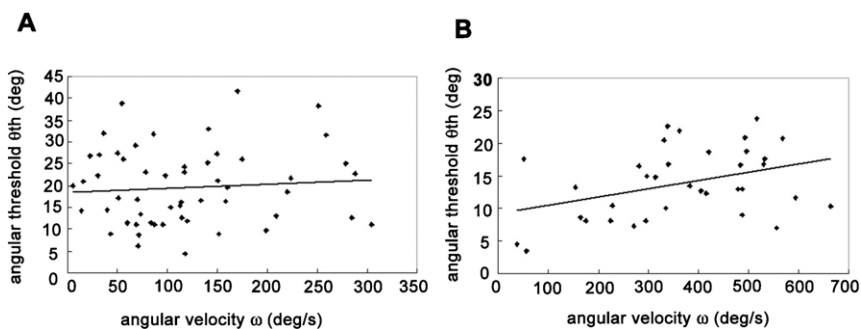 A
angular threshold θth (deg)
45
40
35
30
25
20
15
10
5
0
0 50 100 150 200 250 300 350
angular velocity ω (deg/s)
B
angular threshold θth (deg)
30
25
20
15
10
5
0
0 100 200 300 400 500 600 700
angular velocity ω (deg/s)